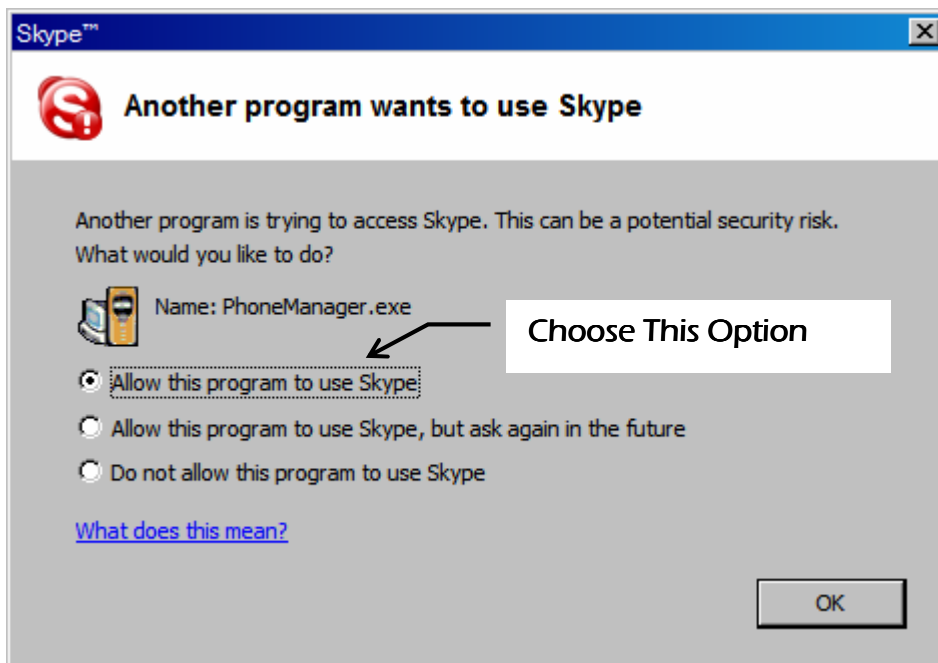 Skype™
Another program wants to use Skype
Another program is trying to access Skype. This can be a potential security risk.
What would you like to do?
Name: PhoneManager.exe
Choose This Option
Allow this program to use Skype
Allow this program to use Skype, but ask again in the future
Do not allow this program to use Skype
What does this mean?
OK